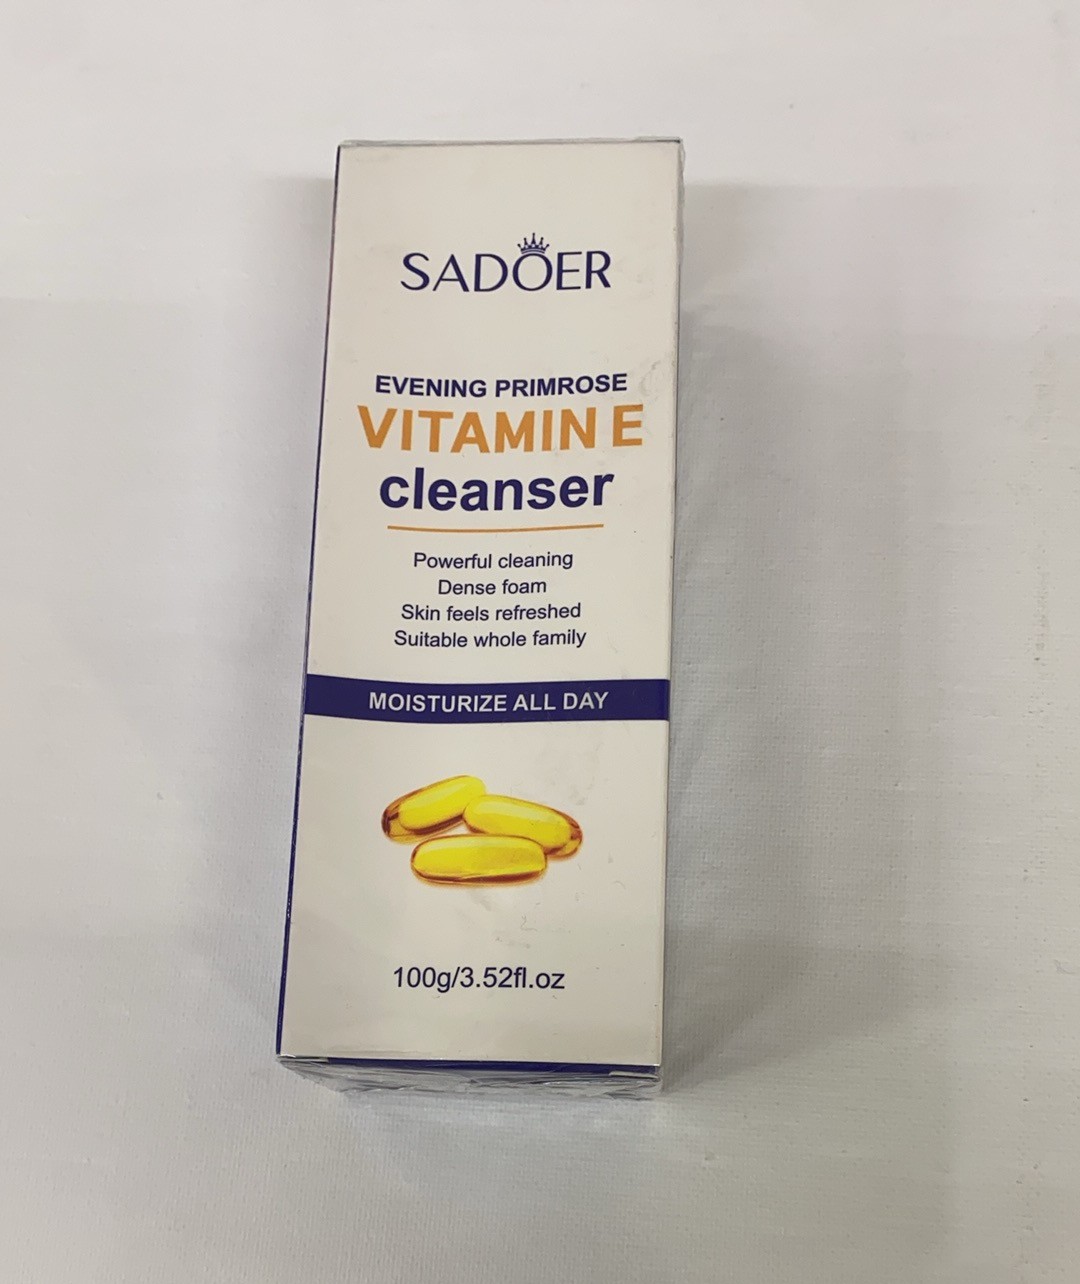 SADOER
EVENING PRIMROSE
VITAMIN E
cleanser
Powerful cleaning
Dense foam
Skin feels refreshed
Suitable whole family
MOISTURIZE ALL DAY
100g/3.52fl.oz